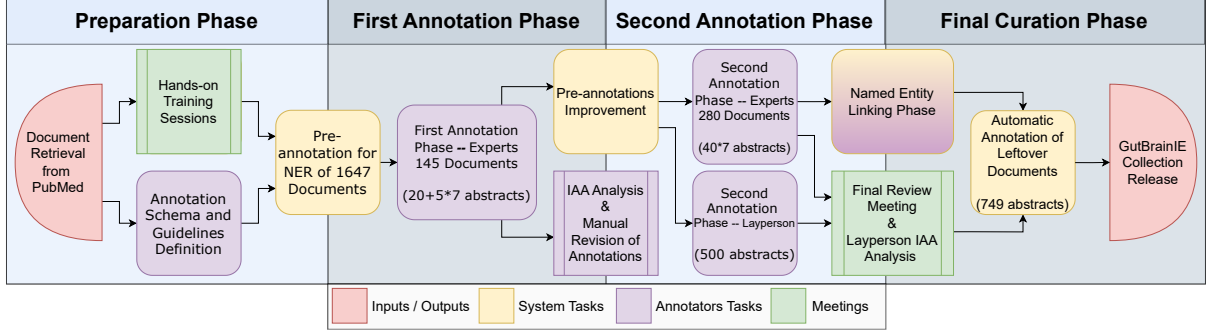 Preparation Phase
First Annotation Phase
Second Annotation Phase
Final Curation Phase
Document
Retrieval
from
PubMed
Hands-on
Training
Sessions
Annotation
Schema and
Guidelines
Definition
Pre-
annotation for
NER of 1647
Documents
First Annotation
Phase -- Experts
145 Documents
(20+5*7 abstracts)
Pre-annotations
Improvement
IAA Analysis
&
Manual
Revision of
Annotations
Second
Annotation
Phase -- Experts
280 Documents
(40*7 abstracts)
Second
Annotation
Phase -- Layperson
(500 abstracts)
Named Entity
Linking Phase
Final Review
Meeting
&
Layperson IAA
Analysis
Automatic
Annotation of
Leftover
Documents
(749 abstracts)
GutBrainIE
Collection
Release
Inputs / Outputs
System Tasks
Annotators Tasks
Meetings